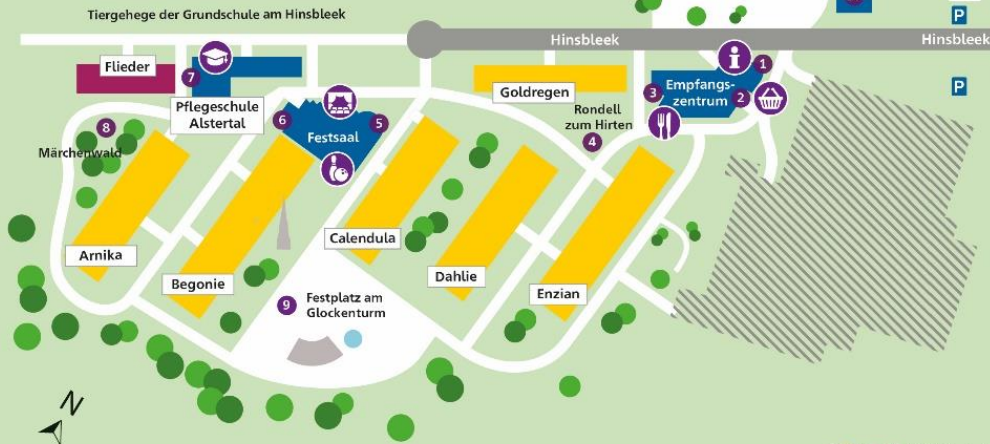 Tiergehege der Grundschule am Hinsbleek
P
Hinsbleek
Hinsbleek
Flieder
7
Pflegeschule
Alstertal
6
Festsaal
5
Goldregen
Rondell
zum Hirten
4
3
Empfangs-
zentrum
i
1
2
P
8
Märchenwald
Arnika
Begonie
Calendula
Dahlie
Enzian
9
Festplatz am
Glockenturm
N